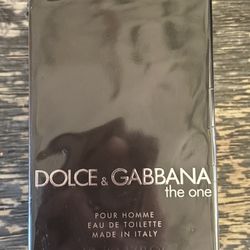 DOLCE & GABBANA
the one
POUR HOMME
EAU DE TOILETTE
MADE IN ITALY